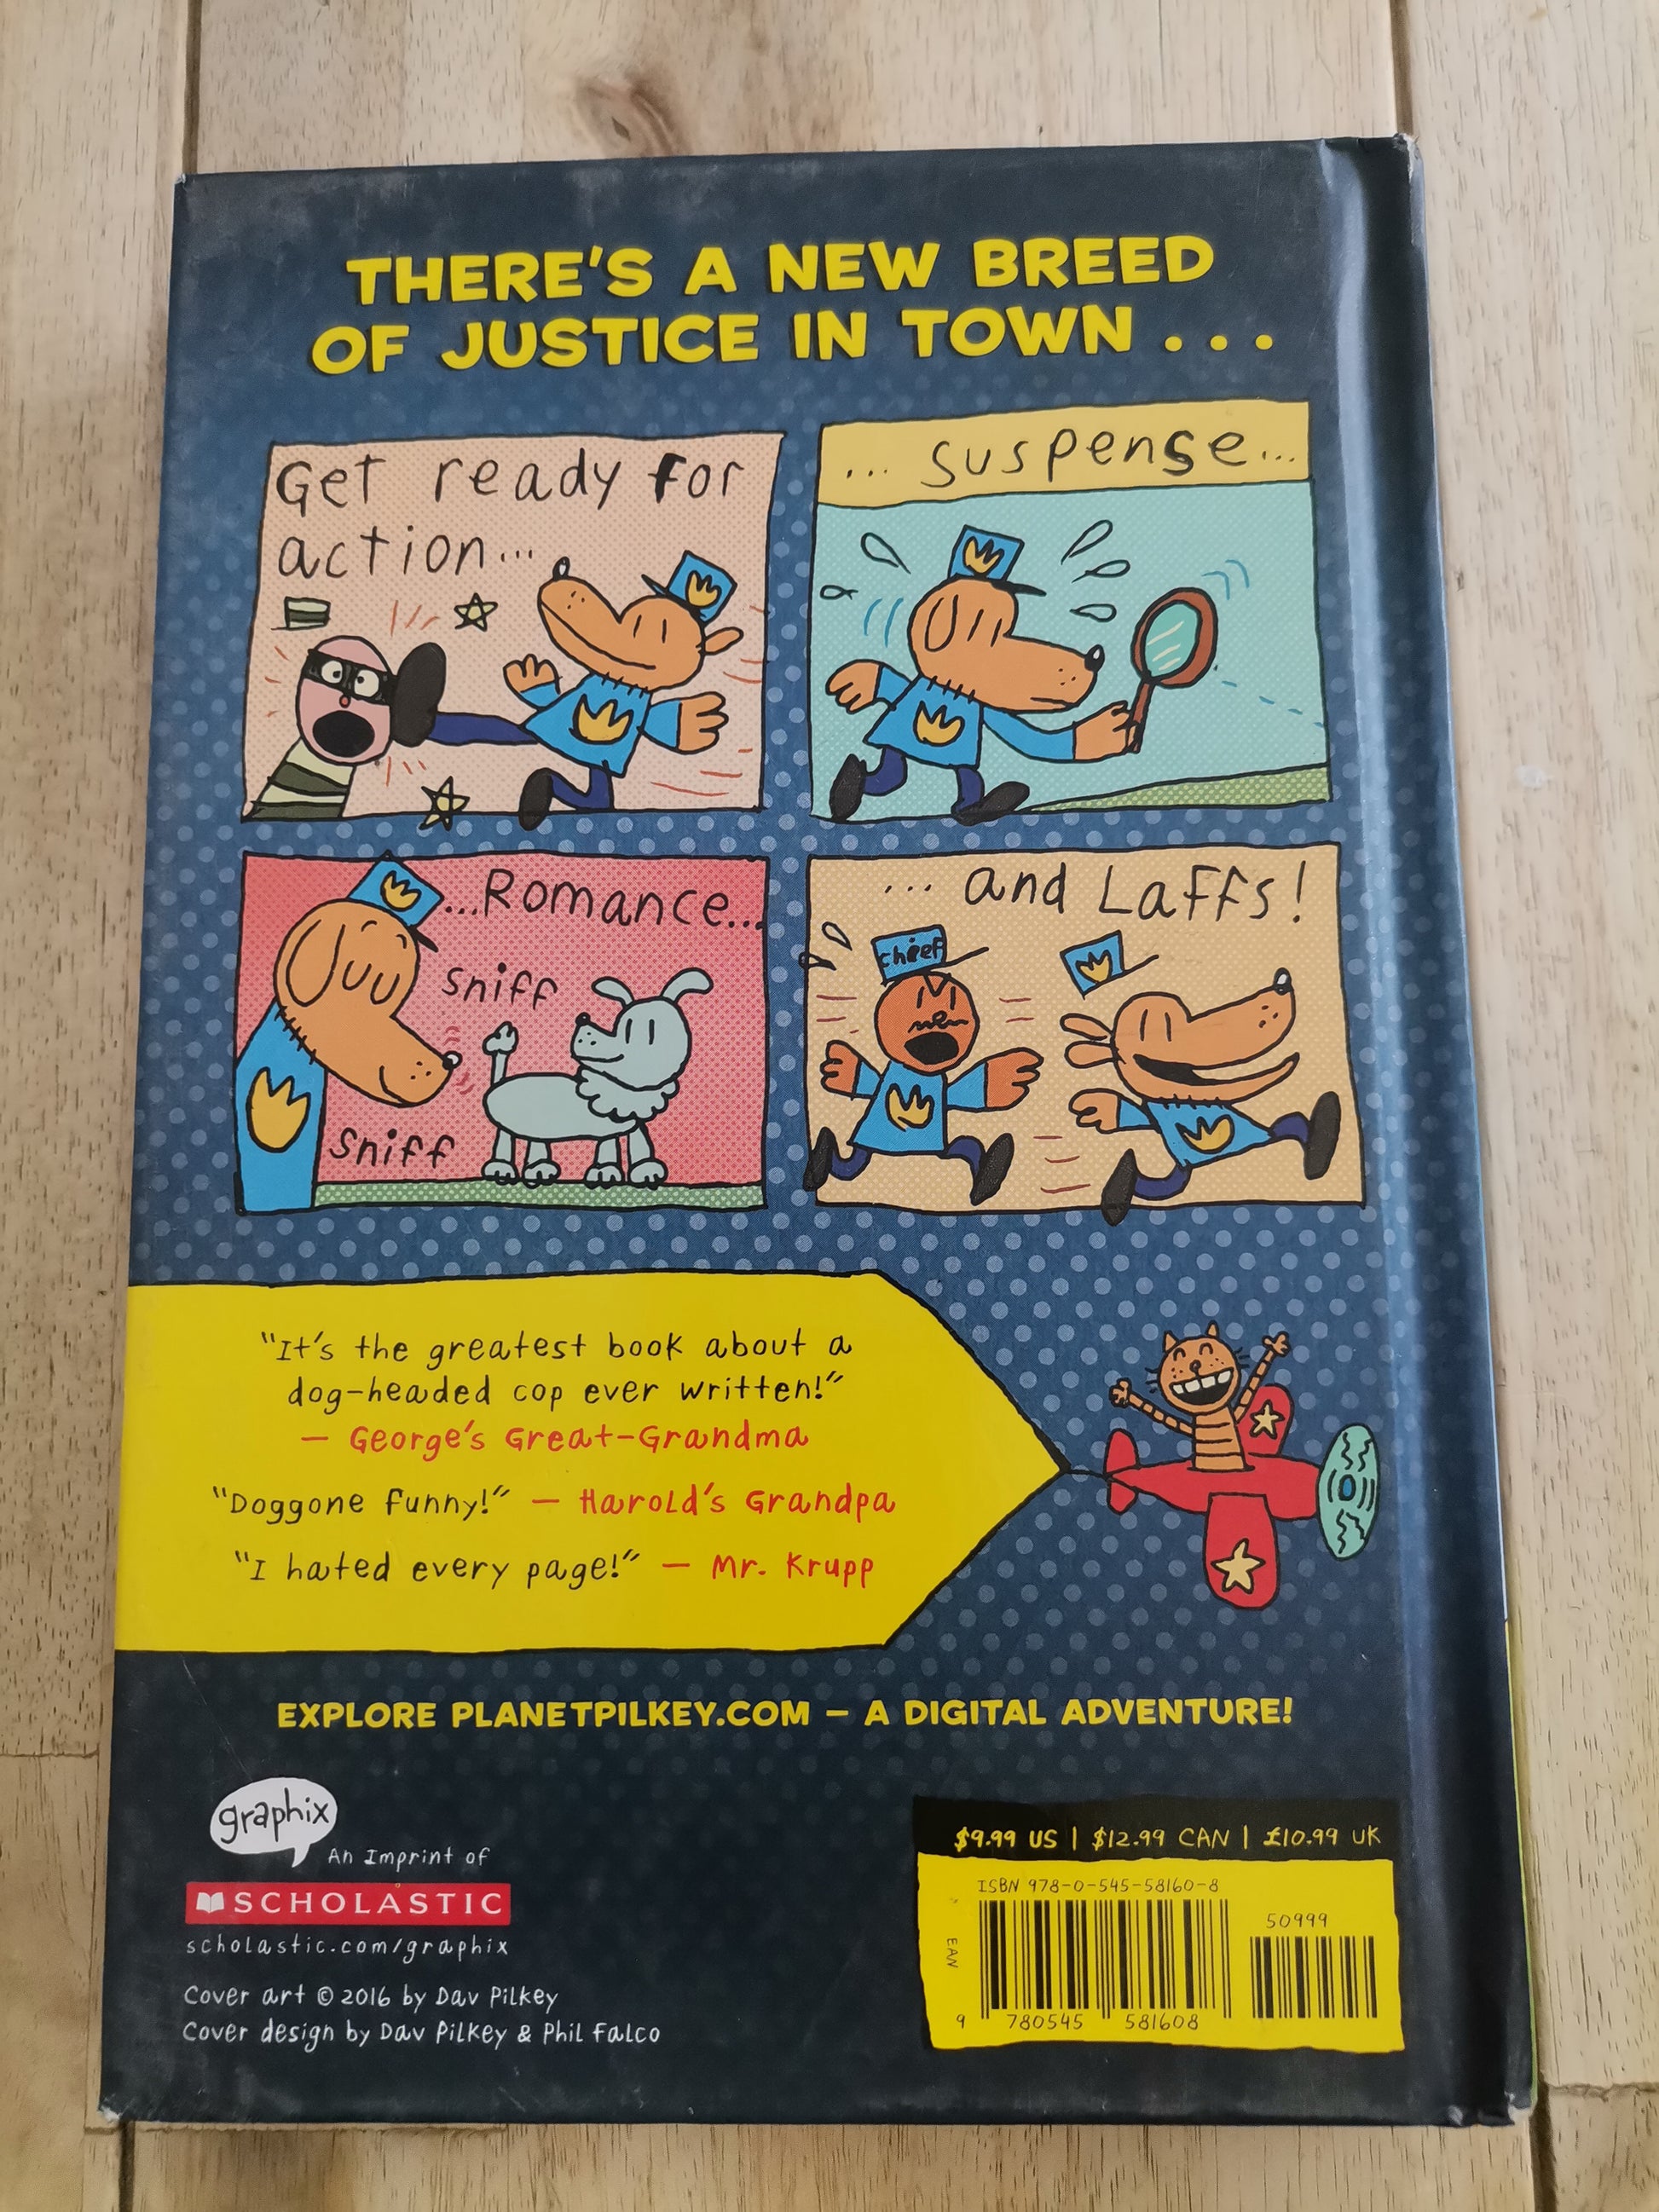 THERE'S A NEW BREED
OF JUSTICE IN TOWN . . .
Get ready for
action...
... suspense...
...Romance...
sniff
sniff
... and Laffs!
chief
"It's the greatest book about a
dog-headed cop ever written!"
— George's Great-Grandma
"Doggone funny!" — Harold's Grandpa
"I hated every page!" — Mr. Krupp
EXPLORE PLANETPILKEY.COM — A DIGITAL ADVENTURE!
graphix
An Imprint of
SCHOLASTIC
scholastic.com/graphix
Cover art © 2016 by Dav Pilkey
Cover design by Dav Pilkey & Phil Falco
$9.99 US | $12.99 CAN | £10.99 UK
ISBN 978-0-545-58160-8
50999
EAN
9 780545 581608